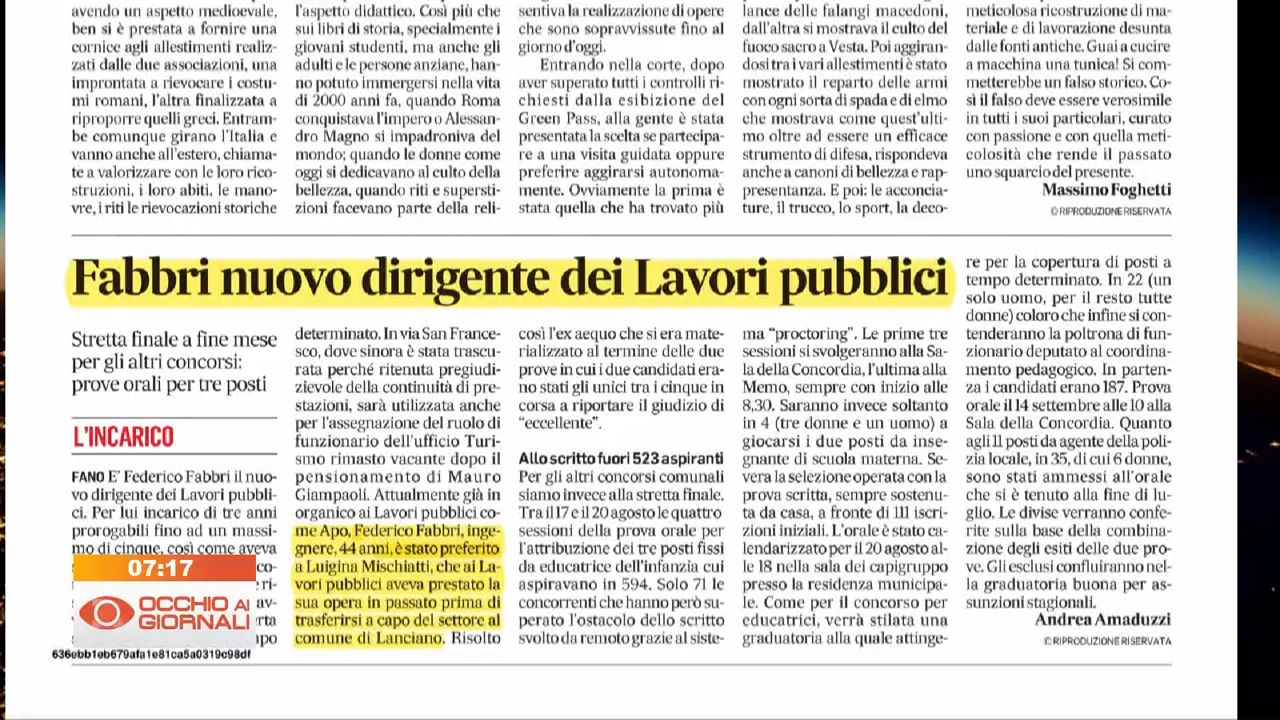 avendo un aspetto medioevale,
ben si è prestata a fornire una
cornice agli allestimenti realiz-
zati dalle due associazioni, una
improntata a rievocare i costu-
mi romani, l'altra finalizzata a
riproporre quelli greci. Entram-
be comunque girano l'Italia e
vanno anche all'estero, chiama-
te a valorizzare con le loro rico-
struzioni, i loro abiti, le mano-
vre, i riti le rievocazioni storiche
l'aspetto didattico. Così più che
sui libri di storia, specialmente i
giovani studenti, ma anche gli
adulti e le persone anziane, han-
no potuto immergersi nella vita
di 2000 anni fa, quando Roma
conquistava l'impero o Alessan-
dro Magno si impadroniva del
mondo; quando le donne come
oggi si dedicavano al culto della
bellezza, quando riti e supersti-
zioni facevano parte della reli-
sentiva la realizzazione di opere
che sono sopravvissute fino al
giorno d'oggi.
Entrando nella corte, dopo
aver superato tutti i controlli ri-
chiesti dalla esibizione del
Green Pass, alla gente è stata
presentata la scelta se partecipa-
re a una visita guidata oppure
preferire aggirarsi autonoma-
mente. Ovviamente la prima è
stata quella che ha trovato più
lance delle falangi macedoni,
dall'altra si mostrava il culto del
fuoco sacro a Vesta. Poi aggiran-
dosi tra i vari allestimenti è stato
mostrato il reparto delle armi
con ogni sorta di spada e di elmo
che mostrava come quest'ulti-
mo oltre ad essere un efficace
strumento di difesa, rispondeva
anche a canoni di bellezza e rap-
presentanza. E poi: le acconcia-
ture, il trucco, lo sport, la deco-
meticolosa ricostruzione di ma-
teriale e di lavorazione desunta
dalle fonti antiche. Guai a cucire
a macchina una tunica! Si com-
metterebbe un falso storico. Co-
sì il falso deve essere verosimile
in tutti i suoi particolari, curato
con passione e con quella meti-
colosità che rende il passato
uno squarcio del presente.
Massimo Foghetti
© RIPRODUZIONE RISERVATA
Fabbri nuovo dirigente dei Lavori pubblici
Stretta finale a fine mese
per gli altri concorsi:
prove orali per tre posti
L'INCARICO
FANO E' Federico Fabbri il nuo-
vo dirigente dei Lavori pubbli-
ci. Per lui incarico di tre anni
prorogabili fino ad un massi-
mo di cinque, così come aveva
co-
ri-
av-
rta
po
determinato. In via San France-
sco, dove sinora è stata trascu-
rata perché ritenuta pregiudi-
zievole della continuità di pre-
stazioni, sarà utilizzata anche
per l'assegnazione del ruolo di
funzionario dell'ufficio Turi-
smo rimasto vacante dopo il
pensionamento di Mauro
Giampaoli. Attualmente già in
organico ai Lavori pubblici co-
me Apo, Federico Fabbri, inge-
gnere, 44 anni, è stato preferito
a Luigina Mischiatti, che ai La-
vori pubblici aveva prestato la
sua opera in passato prima di
trasferirsi a capo del settore al
comune di Lanciano. Risolto
così l'ex aequo che si era mate-
rializzato al termine delle due
prove in cui i due candidati era-
no stati gli unici tra i cinque in
corsa a riportare il giudizio di
“eccellente”.
Allo scritto fuori 523 aspiranti
Per gli altri concorsi comunali
siamo invece alla stretta finale.
Tra il 17 e il 20 agosto le quattro
sessioni della prova orale per
l'attribuzione dei tre posti fissi
da educatrice dell'infanzia cui
aspiravano in 594. Solo 71 le
concorrenti che hanno però su-
perato l'ostacolo dello scritto
svolto da remoto grazie al siste-
ma “proctoring”. Le prime tre
sessioni si svolgeranno alla Sa-
la della Concordia, l'ultima alla
Memo, sempre con inizio alle
8,30. Saranno invece soltanto
in 4 (tre donne e un uomo) a
giocarsi i due posti da inse-
gnante di scuola materna. Se-
vera la selezione operata con la
prova scritta, sempre sostenu-
ta da casa, a fronte di 111 iscri-
zioni iniziali. L'orale è stato ca-
lendarizzato per il 20 agosto al-
le 18 nella sala dei capigruppo
presso la residenza municipa-
le. Come per il concorso per
educatrici, verrà stilata una
graduatoria alla quale attinge-
re per la copertura di posti a
tempo determinato. In 22 (un
solo uomo, per il resto tutte
donne) coloro che infine si con-
tenderanno la poltrona di fun-
zionario deputato al coordina-
mento pedagogico. In parten-
za i candidati erano 187. Prova
orale il 14 settembre alle 10 alla
Sala della Concordia. Quanto
agli 11 posti da agente della poli-
zia locale, in 35, di cui 6 donne,
sono stati ammessi all'orale
che si è tenuto alla fine di lu-
glio. Le divise verranno confe-
rite sulla base della combina-
zione degli esiti delle due pro-
ve. Gli esclusi confluiranno nel-
la graduatoria buona per as-
sunzioni stagionali.
Andrea Amaduzzi
© RIPRODUZIONE RISERVATA
07:17
OCCHIO AI
GIORNALI
636ebb1eb679afa1e81ca5a0319c98df